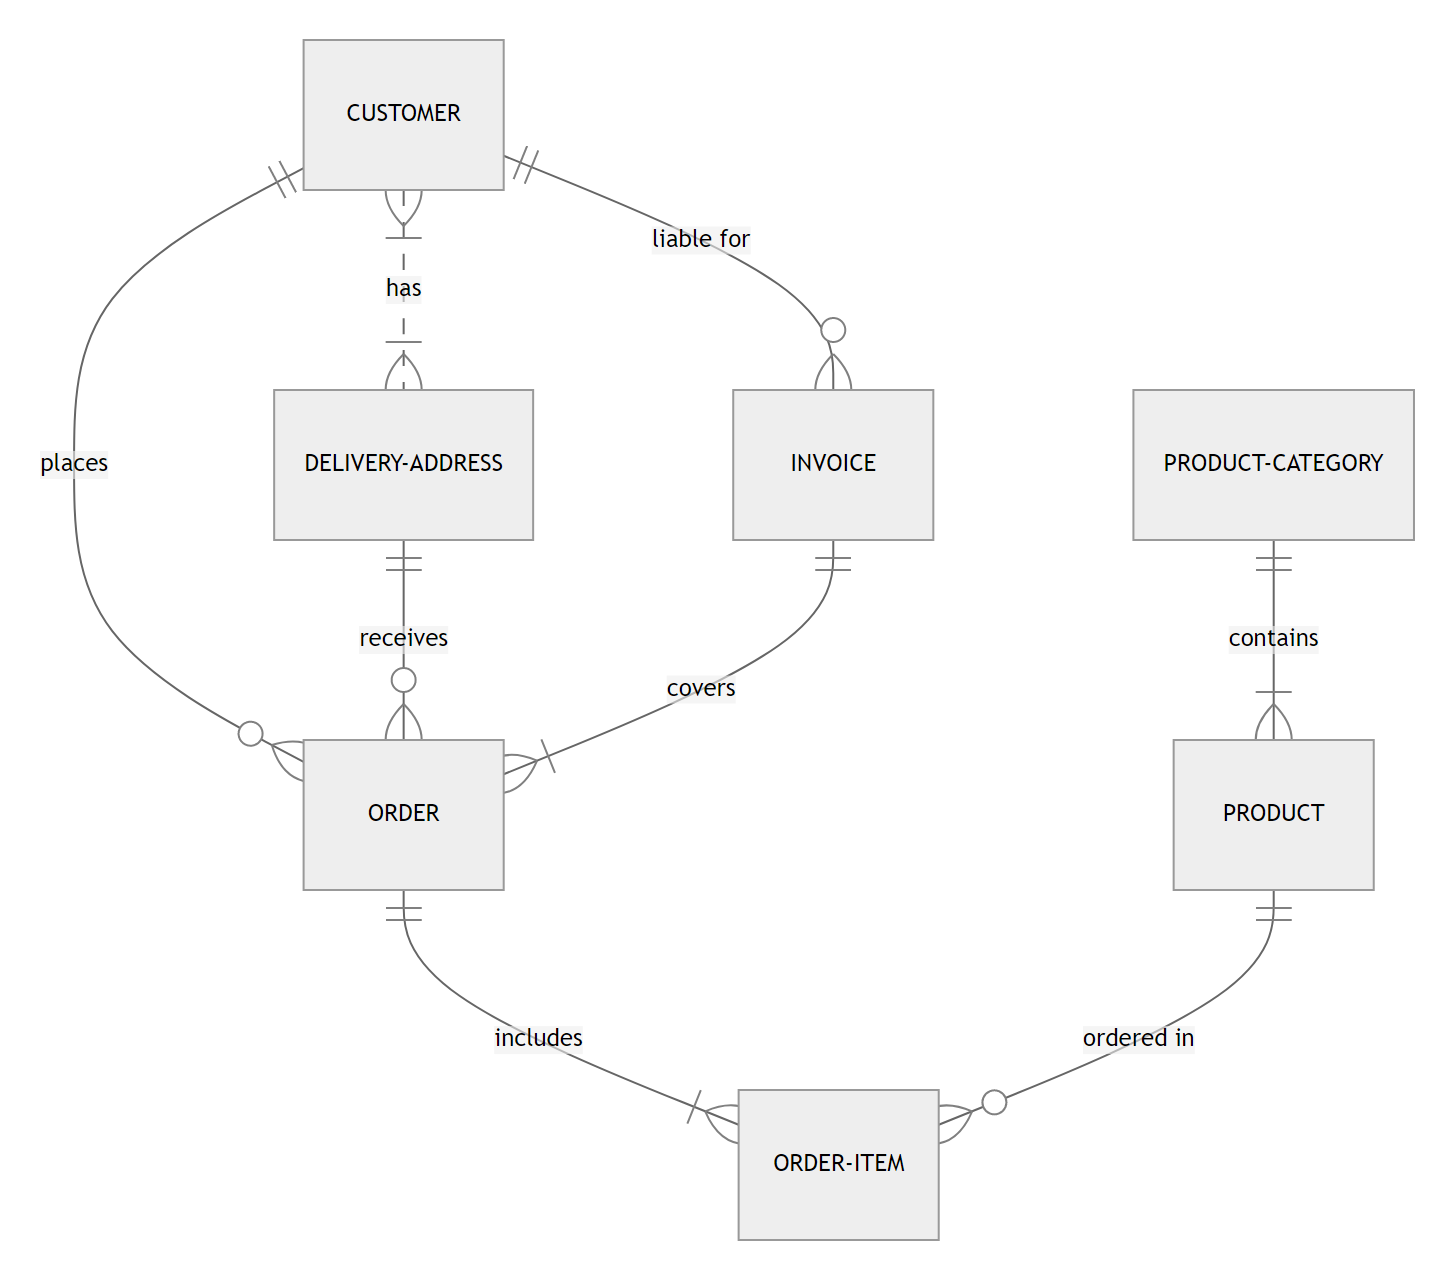 CUSTOMER
liable for
has
places
DELIVERY-ADDRESS
INVOICE
PRODUCT-CATEGORY
receives
contains
covers
ORDER
PRODUCT
includes
ordered in
ORDER-ITEM